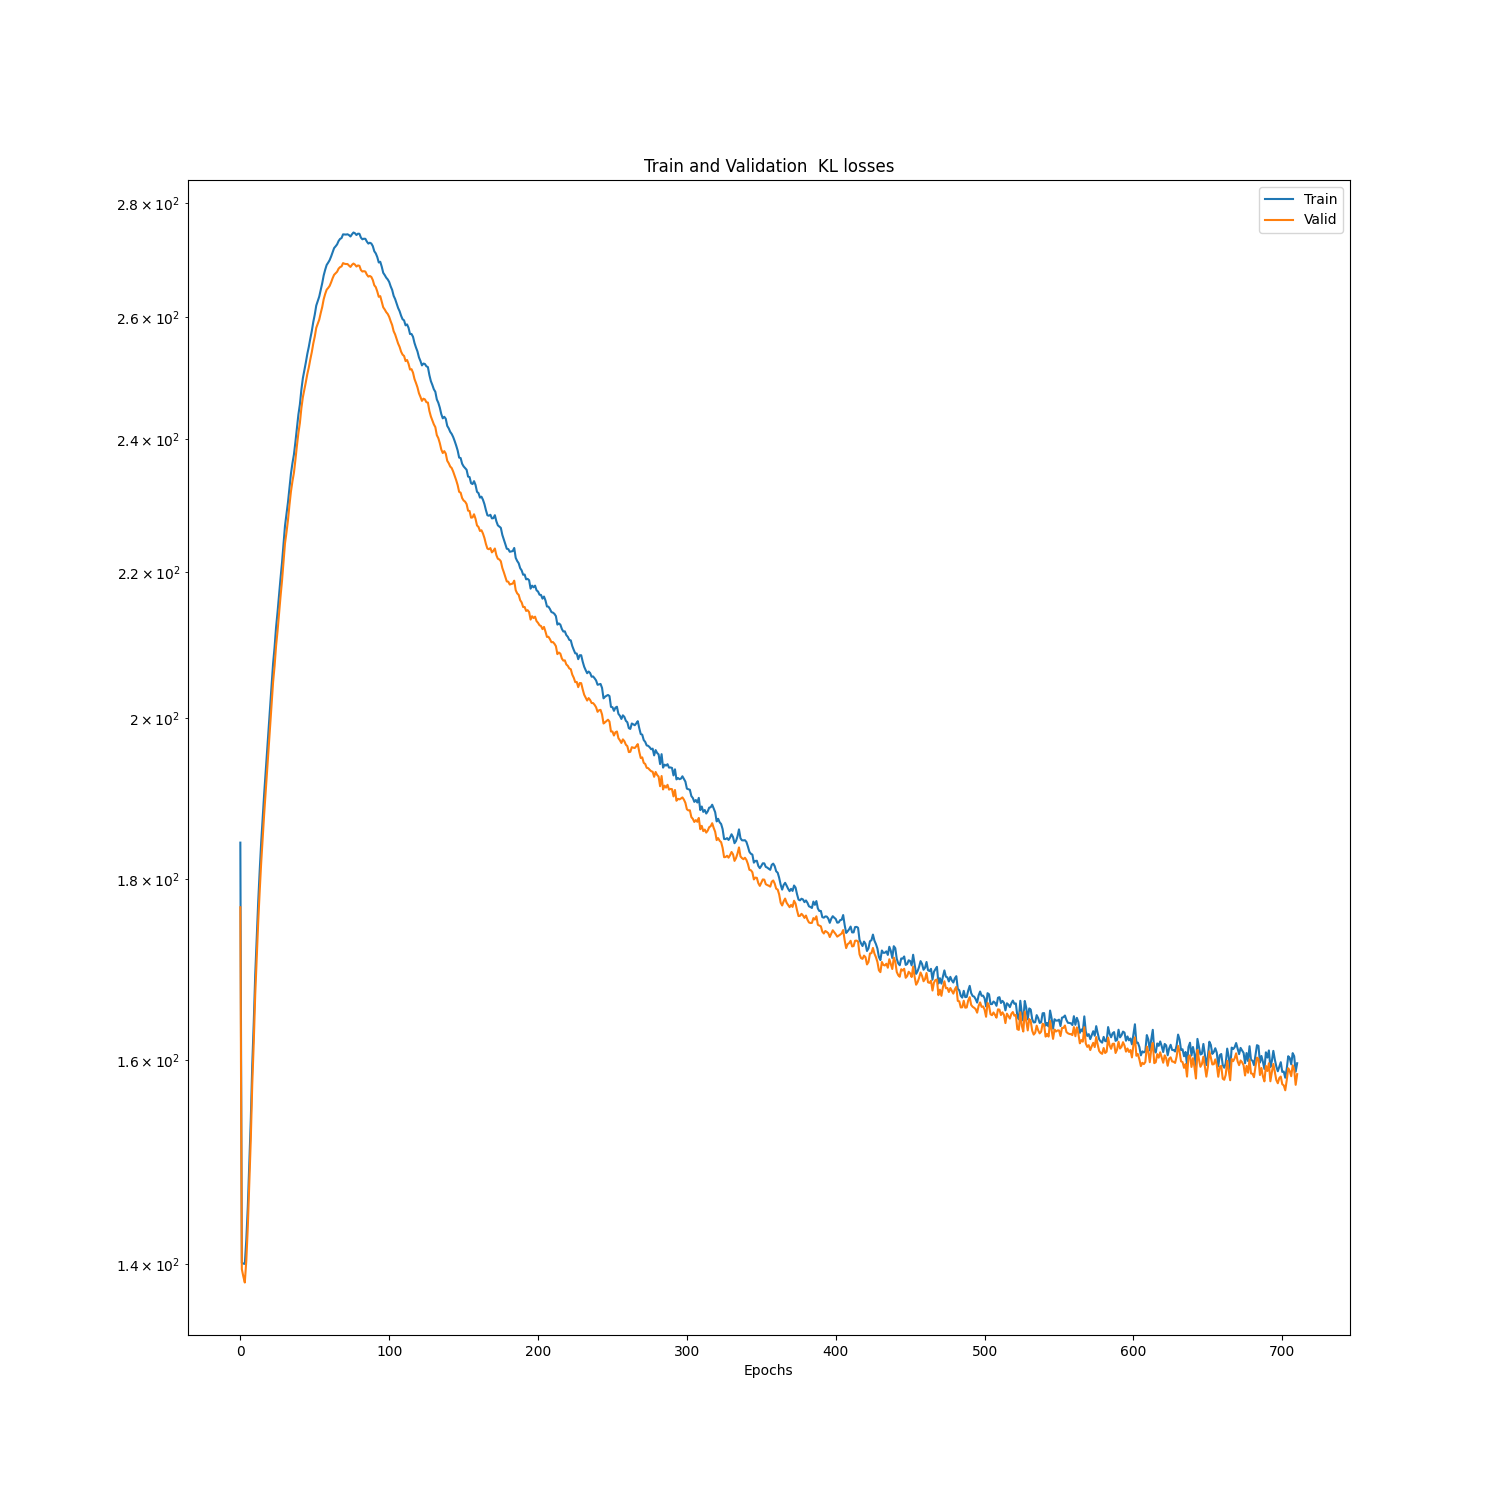 Train and Validation  KL losses
Train
Valid
2.8 × 10²
2.6 × 10²
2.4 × 10²
2.2 × 10²
2 × 10²
1.8 × 10²
1.6 × 10²
1.4 × 10²
0 100 200 300 400 500 600 700
Epochs